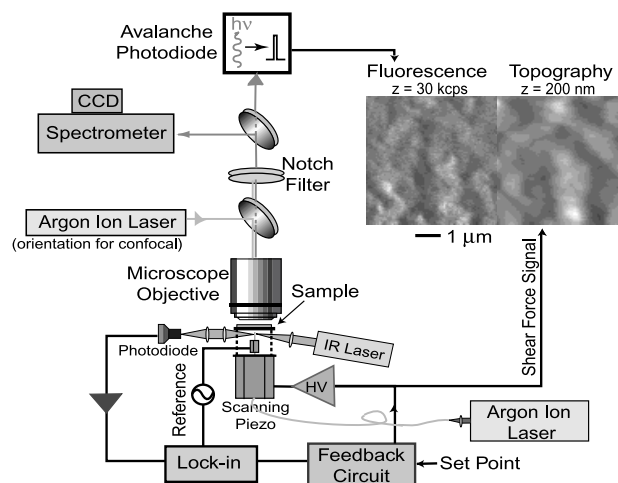 Avalanche
Photodiode
hν
Fluorescence
z = 30 kcps
Topography
z = 200 nm
CCD
Spectrometer
Notch
Filter
Argon Ion Laser
(orientation for confocal)
1 µm
Microscope
Objective
Sample
Shear Force Signal
Photodiode
IR Laser
Reference
HV
Scanning
Piezo
Argon Ion
Laser
Lock-in
Feedback
Circuit
Set Point